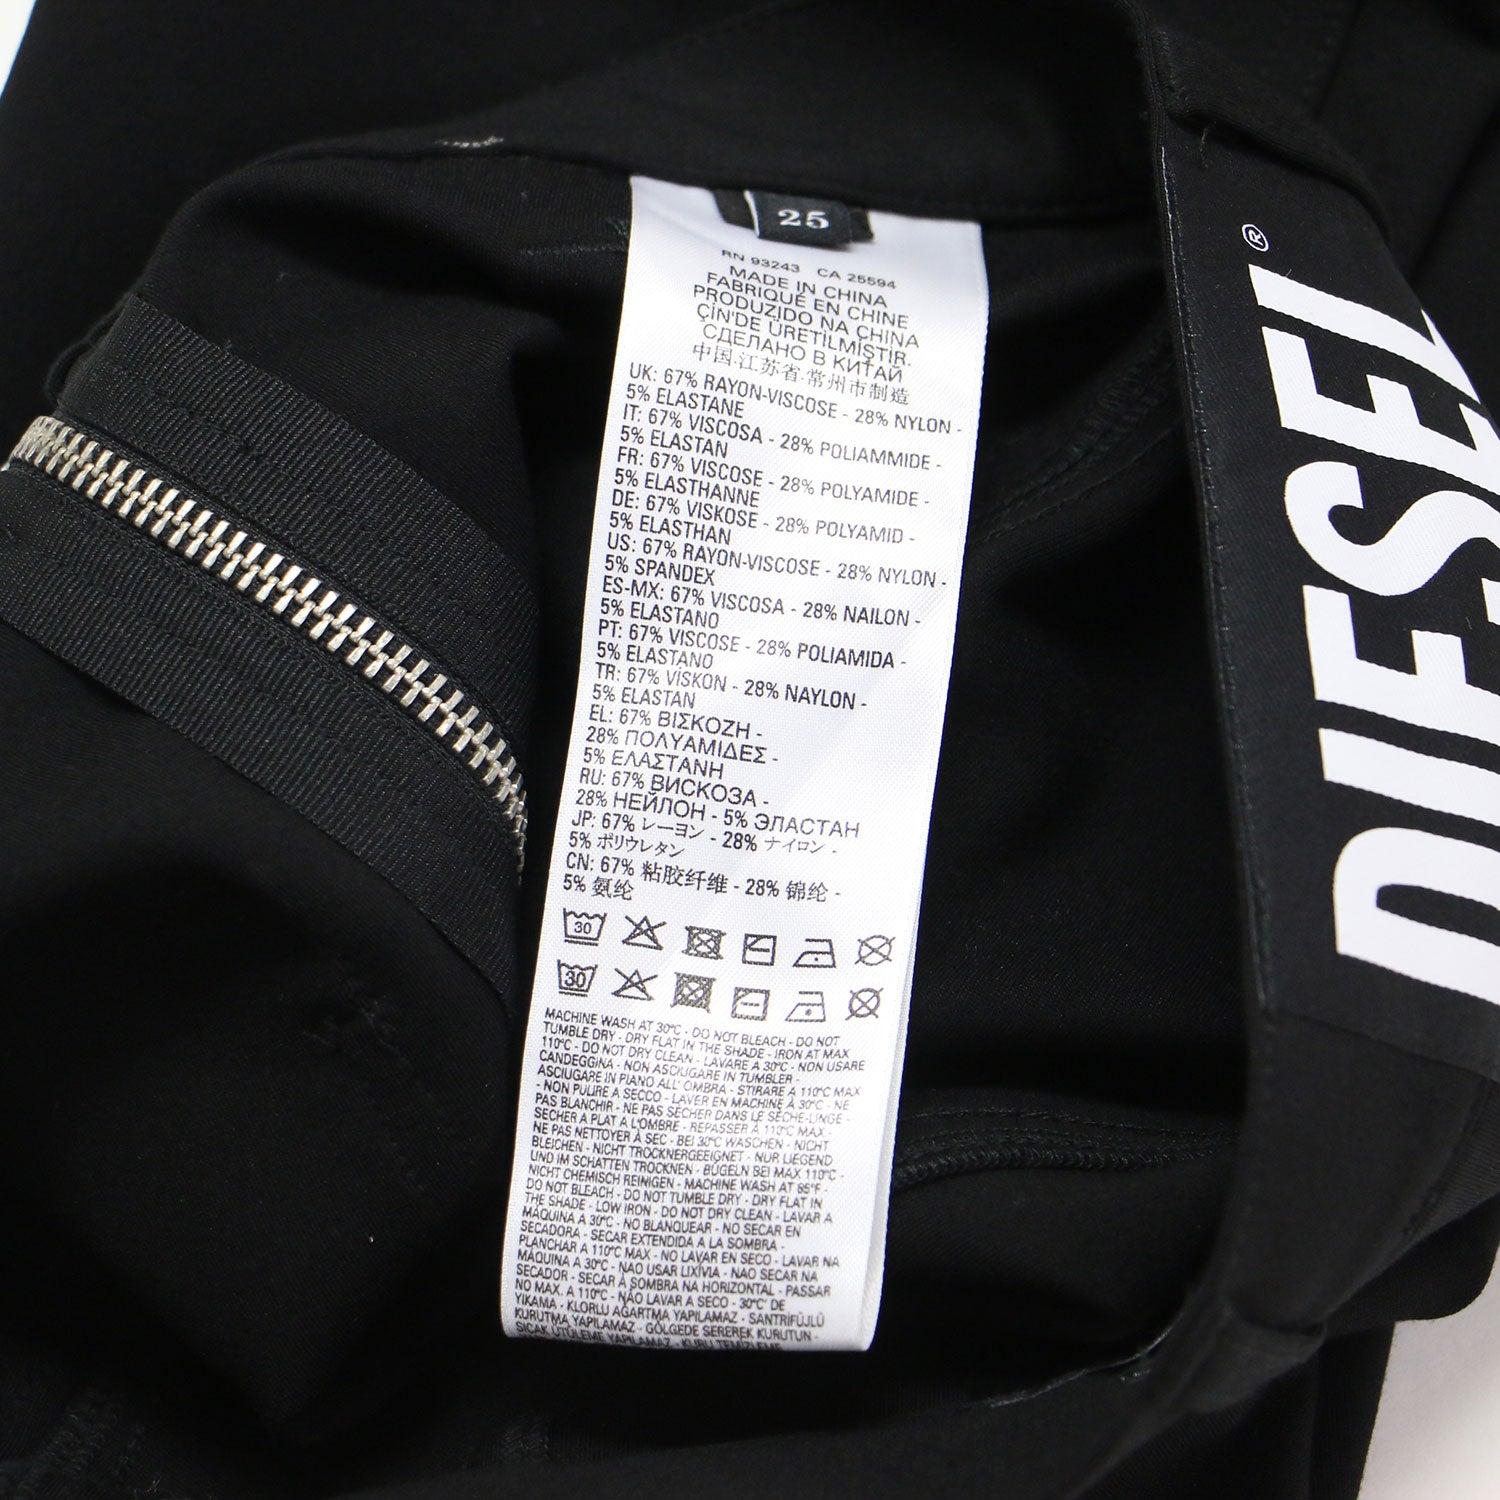 25
RN 93243 CA 25594
MADE IN CHINA
FABRIQUÉ EN CHINE
PRODUZIDO NA CHINA
ÇİN'DE ÜRETİLMİŞTİR.
СДЕЛАНО В КИТАЙ
中国.江苏省.常州市制造
UK: 67% RAYON-VISCOSE - 28% NYLON -
5% ELASTANE
IT: 67% VISCOSA - 28% POLIAMMIDE -
5% ELASTAN
FR: 67% VISCOSE - 28% POLYAMIDE -
5% ELASTHANNE
DE: 67% VISKOSE - 28% POLYAMID -
5% ELASTHAN
US: 67% RAYON-VISCOSE - 28% NYLON -
5% SPANDEX
ES-MX: 67% VISCOSA - 28% NAILON -
5% ELASTANO
PT: 67% VISCOSE - 28% POLIAMIDA -
5% ELASTANO
TR: 67% VİSKON - 28% NAYLON -
5% ELASTAN
EL: 67% ΒΙΣΚΟΖΗ -
28% ΠΟΛΥΑΜΙΔΕΣ -
5% ΕΛΑΣΤΑΝΗ
RU: 67% ВИСКОЗА -
28% НЕЙЛОН - 5% ЭЛАСТАН
JP: 67% レーヨン - 28% ナイロン -
5% ポリウレタン
CN: 67% 粘胶纤维 - 28% 锦纶 -
5% 氨纶
30
30
MACHINE WASH AT 30°C - DO NOT BLEACH - DO NOT
TUMBLE DRY - DRY FLAT IN THE SHADE - IRON AT MAX
110°C - DO NOT DRY CLEAN - LAVARE A 30°C - NON USARE
CANDEGGINA - NON ASCIUGARE IN TUMBLER -
ASCIUGARE IN PIANO ALL' OMBRA - STIRARE A 110°C MAX
- NON PULIRE A SECCO - LAVER EN MACHINE À 30°C - NE
PAS BLANCHIR - NE PAS SÉCHER DANS LE SÈCHE-LINGE -
SÉCHER A PLAT A L'OMBRE - REPASSER À 110°C MAX -
NE PAS NETTOYER À SEC - BEI 30°C WASCHEN - NICHT
BLEICHEN - NICHT TROCKNERGEEIGNET - NUR LIEGEND
UND IM SCHATTEN TROCKNEN - BÜGELN BEI MAX 110°C -
NICHT CHEMISCH REINIGEN - MACHINE WASH AT 85°F -
DO NOT BLEACH - DO NOT TUMBLE DRY - DRY FLAT IN
THE SHADE - LOW IRON - DO NOT DRY CLEAN - LAVAR A
MÁQUINA A 30°C - NO BLANQUEAR - NO SECAR EN
SECADORA - SECAR EXTENDIDA A LA SOMBRA -
PLANCHAR A 110°C MAX - NO LAVAR EN SECO - LAVAR NA
MÁQUINA A 30°C - NAO USAR LIXÍVIA - NAO SECAR NA
SECADOR - SECAR À SOMBRA NA HORIZONTAL - PASSAR
NO MAX. A 110°C - NÃO LAVAR A SECO - 30°C' DE
YIKAMA - KLORLU AĞARTMA YAPILAMAZ - SANTRİFÜJLÜ
KURUTMA YAPILAMAZ - GÖLGEDE SEREREK KURUTUN -
SICAK ÜTÜLEME YAPILAMAZ - KURU TEMİZLEME
DIESEL®